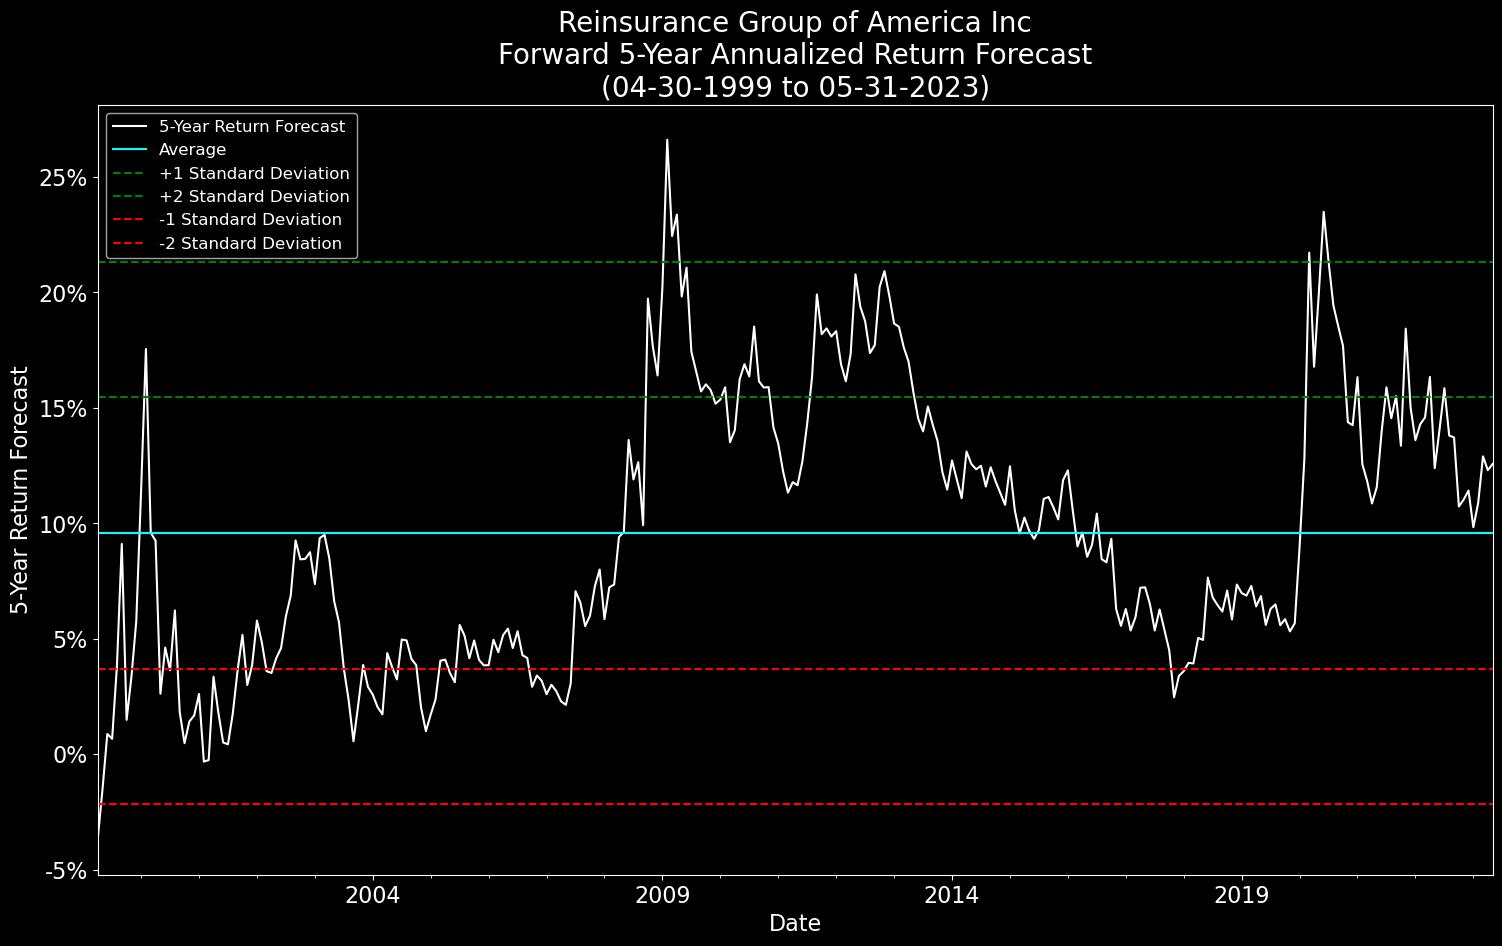 Reinsurance Group of America Inc
Forward 5-Year Annualized Return Forecast
(04-30-1999 to 05-31-2023)
5-Year Return Forecast
Average
+1 Standard Deviation
+2 Standard Deviation
-1 Standard Deviation
-2 Standard Deviation
25%
20%
15%
10%
5%
0%
-5%
5-Year Return Forecast
2004
2009
2014
2019
Date